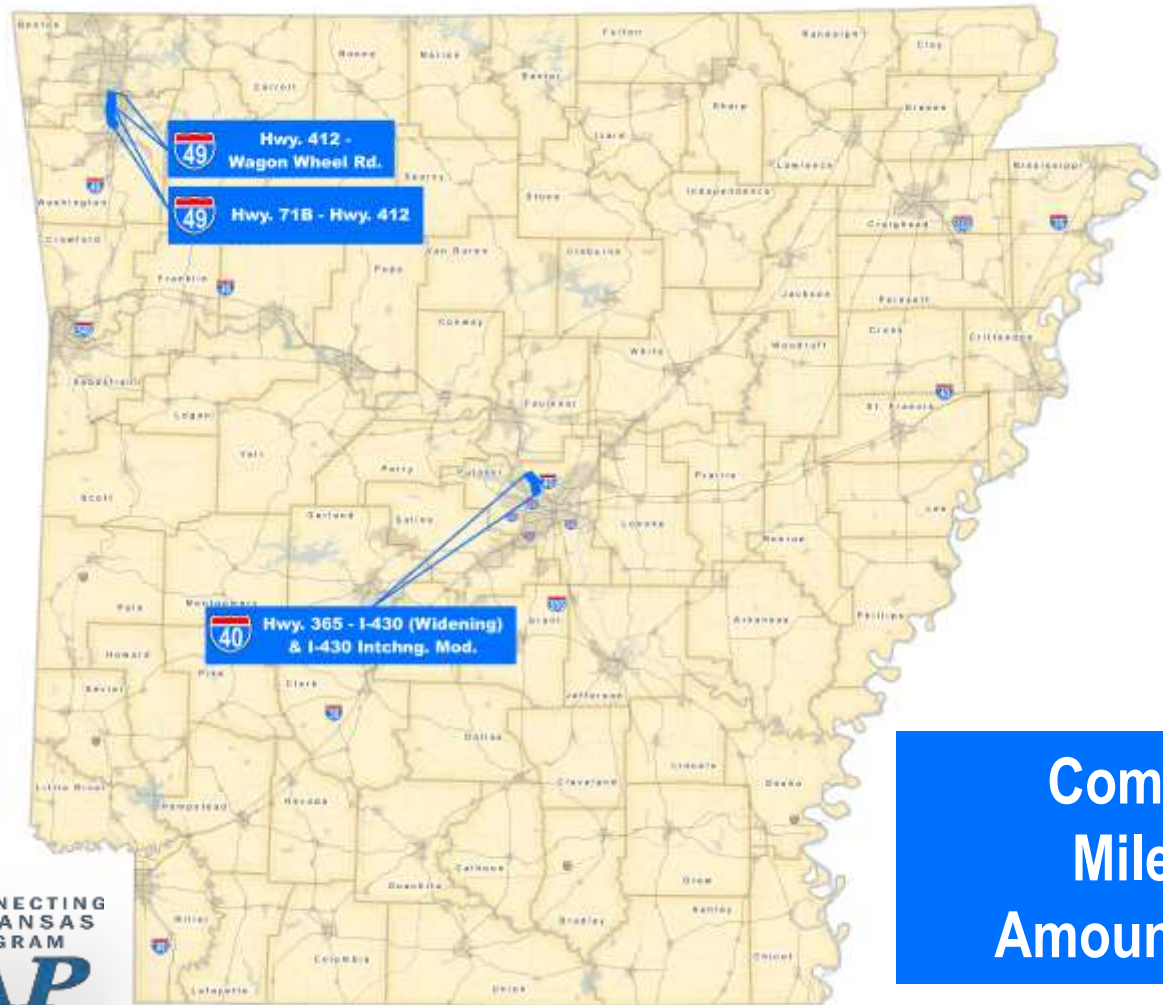 Benton
Boone
Marion
Fulton
Randolph
Clay
Carroll
Baxter
Sharp
Greene
Izard
Lawrence
49
Hwy. 412 -
Wagon Wheel Rd.
Mississippi
Searcy
Stone
Independence
49
Hwy. 71B - Hwy. 412
Washington
Craighead
Crawford
Van Buren
Cleburne
Franklin
Pope
Jackson
Poinsett
Conway
Cross
Crittenden
White
Woodruff
Sebastian
Logan
Faulkner
St. Francis
Yell
Perry
Pulaski
Prairie
Scott
Garland
Saline
Lonoke
Lee
Monroe
Polk
Montgomery
Grant
Arkansas
Phillips
40
Hwy. 365 - I-430 (Widening)
& I-430 Intchng. Mod.
Howard
Pike
Clark
Sevier
Jefferson
Dallas
Lincoln
Cleveland
Desha
Little River
Hempstead
Nevada
Calhoun
Ouachita
Drew
Bradley
Ashley
Miller
Columbia
Chicot
Lafayette
Union
NECTING
ANSAS
GRAM
AP
Com
Mile
Amoun